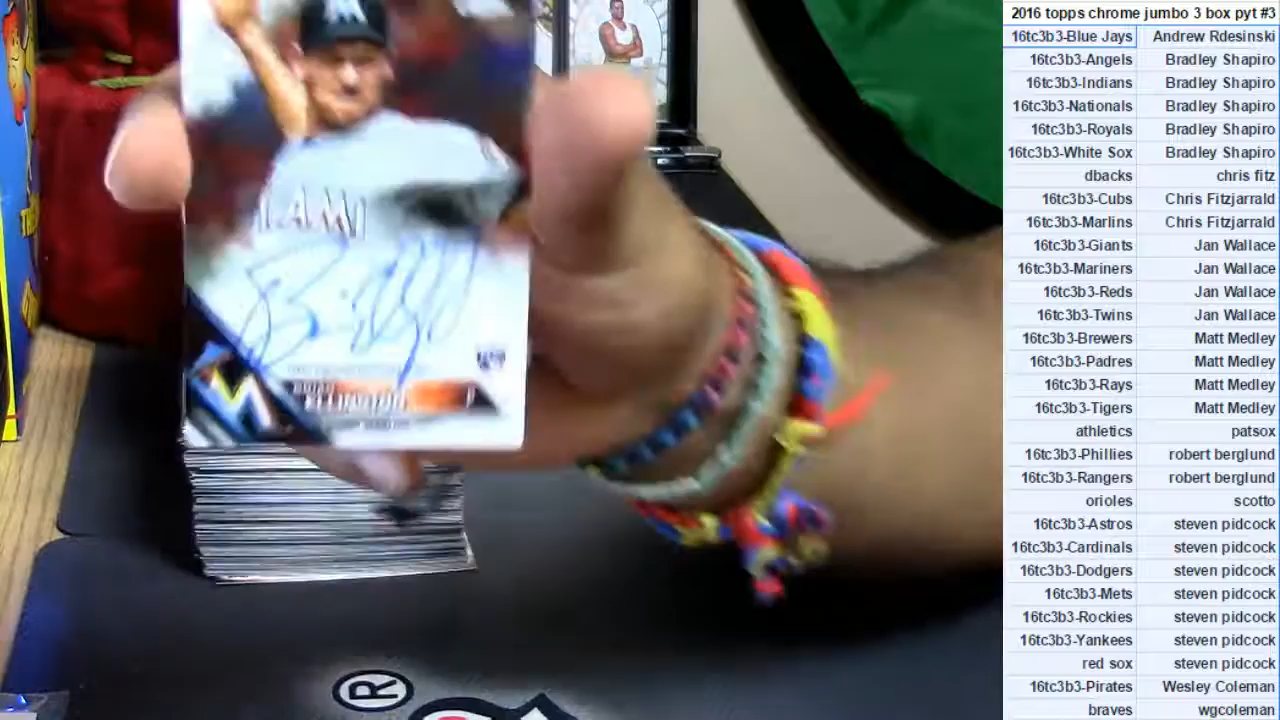 2016 topps chrome jumbo 3 box pyt #3
16tc3b3-Blue Jays Andrew Rdesinski
16tc3b3-Angels Bradley Shapiro
16tc3b3-Indians Bradley Shapiro
16tc3b3-Nationals Bradley Shapiro
16tc3b3-Royals Bradley Shapiro
16tc3b3-White Sox Bradley Shapiro
dbacks chris fitz
16tc3b3-Cubs Chris Fitzjarrald
16tc3b3-Marlins Chris Fitzjarrald
16tc3b3-Giants Jan Wallace
16tc3b3-Mariners Jan Wallace
16tc3b3-Reds Jan Wallace
16tc3b3-Twins Jan Wallace
16tc3b3-Brewers Matt Medley
16tc3b3-Padres Matt Medley
16tc3b3-Rays Matt Medley
16tc3b3-Tigers Matt Medley
athletics patsox
16tc3b3-Phillies robert berglund
16tc3b3-Rangers robert berglund
orioles scotto
16tc3b3-Astros steven pidcock
16tc3b3-Cardinals steven pidcock
16tc3b3-Dodgers steven pidcock
16tc3b3-Mets steven pidcock
16tc3b3-Rockies steven pidcock
16tc3b3-Yankees steven pidcock
red sox steven pidcock
16tc3b3-Pirates Wesley Coleman
braves wgcoleman
®